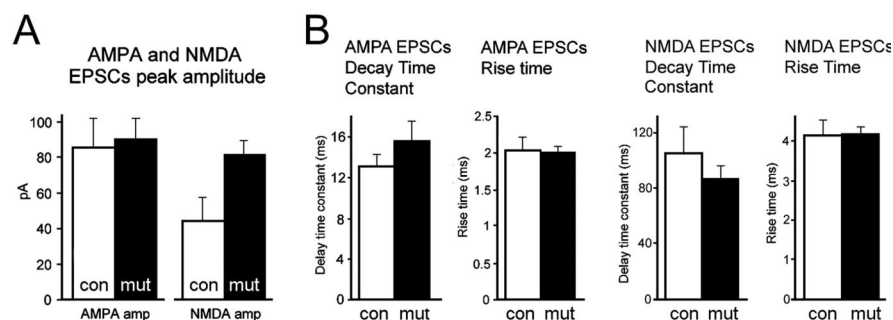 A
AMPA and NMDA
EPSCs peak amplitude
pA
100
80
60
40
20
0
con
mut
con
mut
AMPA amp
NMDA amp
B
AMPA EPSCs
Decay Time
Constant
Delay time constant (ms)
16
12
8
4
0
con mut
AMPA EPSCs
Rise time
Rise time (ms)
2.5
2
1.5
1
0.5
0
con mut
NMDA EPSCs
Decay Time
Constant
Delay time constant (ms)
120
80
40
0
con mut
NMDA EPSCs
Rise Time
Rise time (ms)
4
3
2
1
0
con mut